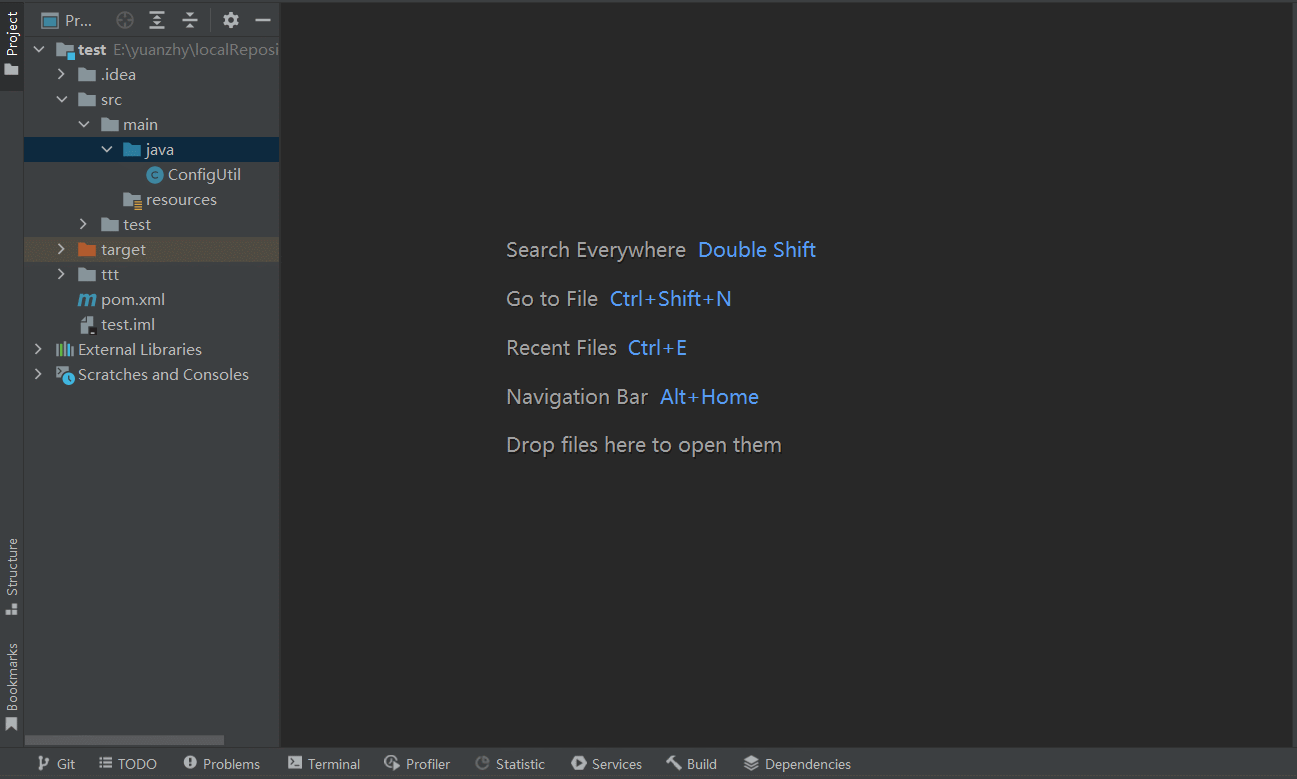 Project
Pr...
test E:\yuanzhy\localReposi
.idea
src
main
java
ConfigUtil
resources
test
target
ttt
pom.xml
test.iml
External Libraries
Scratches and Consoles
Search Everywhere Double Shift
Go to File Ctrl+Shift+N
Recent Files Ctrl+E
Navigation Bar Alt+Home
Drop files here to open them
Structure
Bookmarks
Git TODO Problems Terminal Profiler Statistic Services Build Dependencies